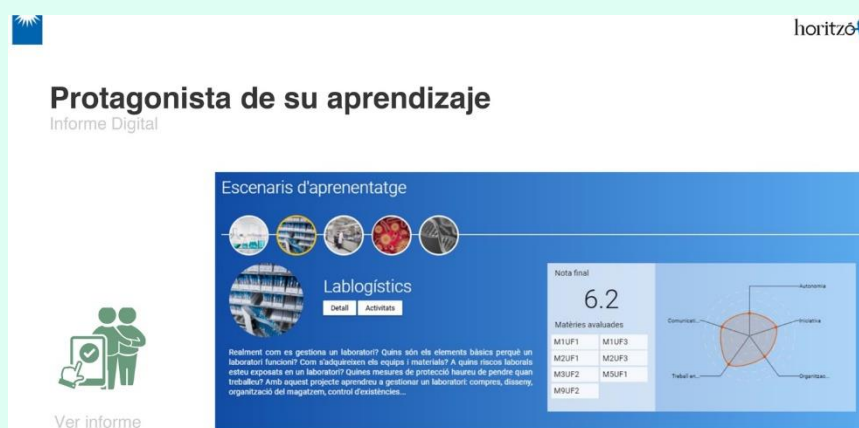 horitzó
Protagonista de su aprendizaje
Informe Digital
Escenaris d'aprenentatge
Lablogístics
Detall Activitats
Realment com es gestiona un laboratori? Quins són els elements bàsics perquè un
laboratori funcioni? Com s'adquireixen els equips i materials? A quins riscos laborals
esteu exposats en un laboratori? Quines mesures de protecció haureu de pendre quan
treballeu? Amb aquest projecte aprendreu a gestionar un laboratori: compres, disseny,
organització del magatzem, control d'existències...
Nota final
6.2
Matèries avaluades
M1UF1 M1UF3
M2UF1 M2UF3
M3UF2 M5UF1
M9UF2
Autonomia
Iniciativa
Organitzac...
Treball en...
Comunicati...
Ver informe